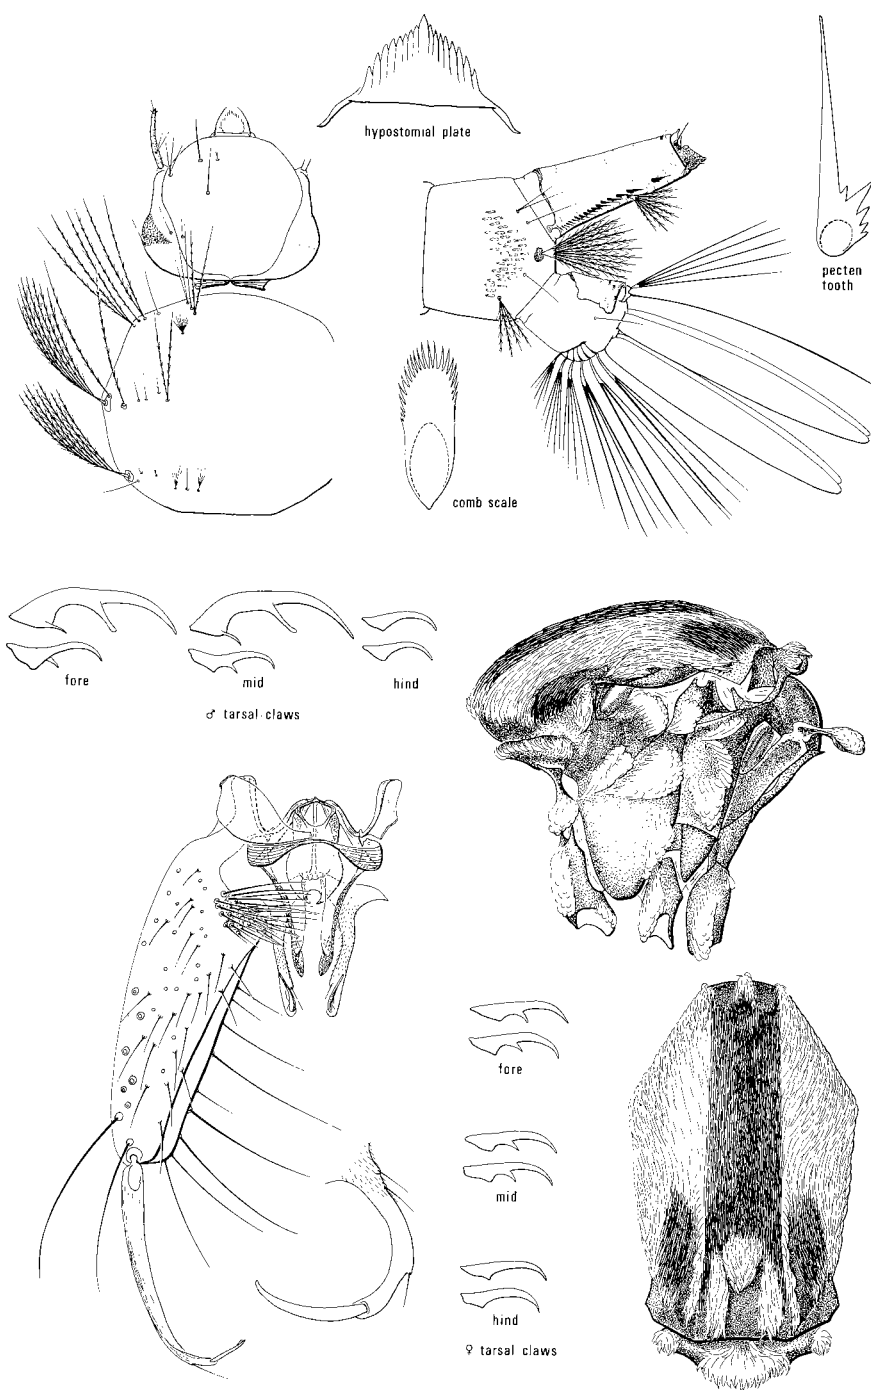 hypostomial plate
pecten
tooth
comb scale
fore
mid
hind
♂ tarsal claws
fore
mid
hind
♀ tarsal claws